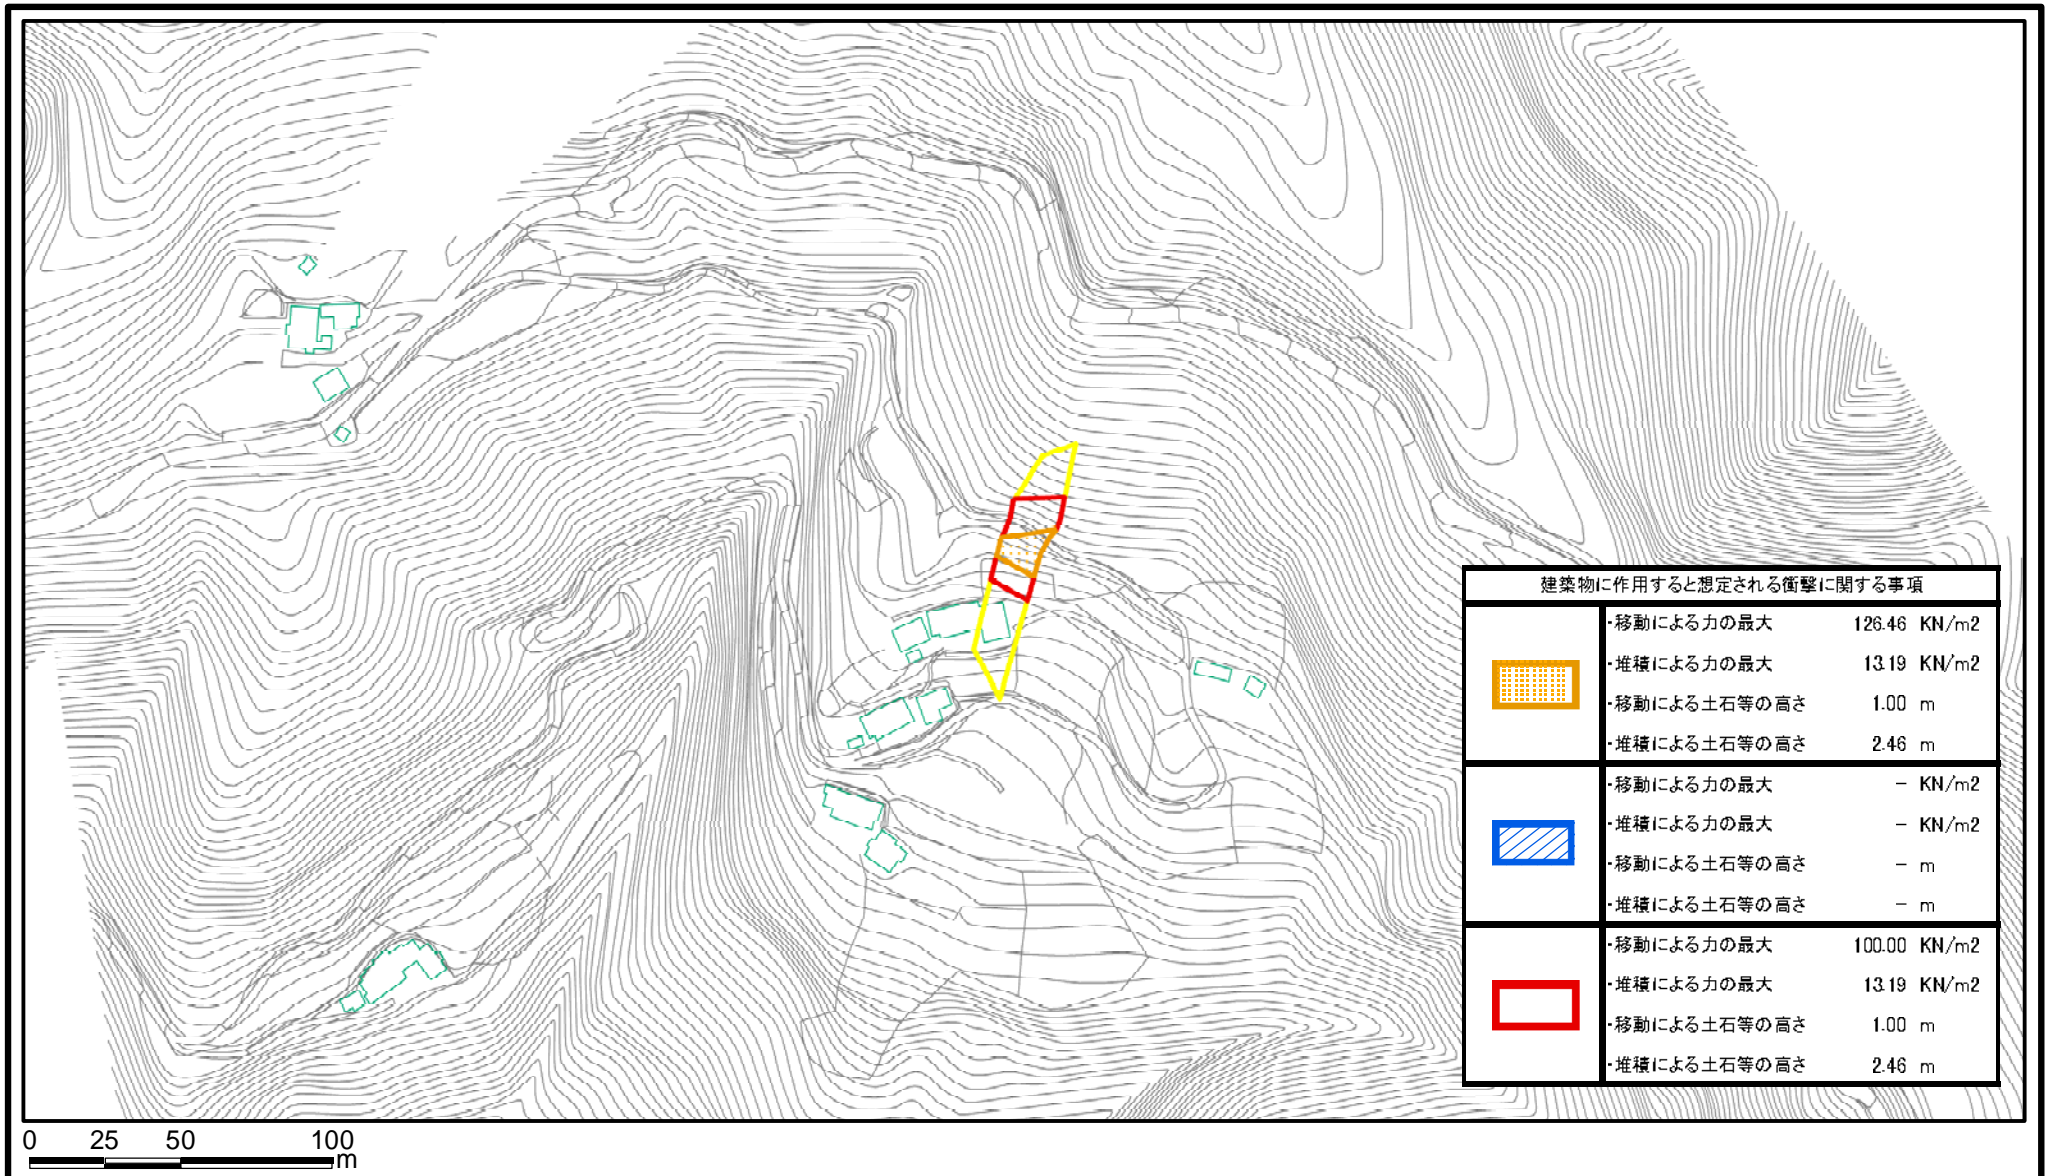 建築物に作用すると想定される衝撃に関する事項
・移動による力の最大 126.46 KN/m2
・堆積による力の最大 13.19 KN/m2
・移動による土石等の高さ 1.00 m
・堆積による土石等の高さ 2.46 m
・移動による力の最大 − KN/m2
・堆積による力の最大 − KN/m2
・移動による土石等の高さ − m
・堆積による土石等の高さ − m
・移動による力の最大 100.00 KN/m2
・堆積による力の最大 13.19 KN/m2
・移動による土石等の高さ 1.00 m
・堆積による土石等の高さ 2.46 m
0 25 50 100
m